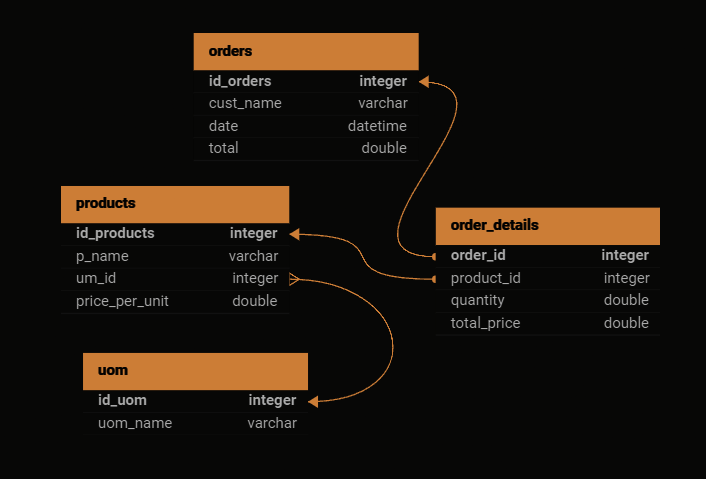 orders
id_orders integer
cust_name varchar
date datetime
total double
products
id_products integer
p_name varchar
um_id integer
price_per_unit double
order_details
order_id integer
product_id integer
quantity double
total_price double
uom
id_uom integer
uom_name varchar